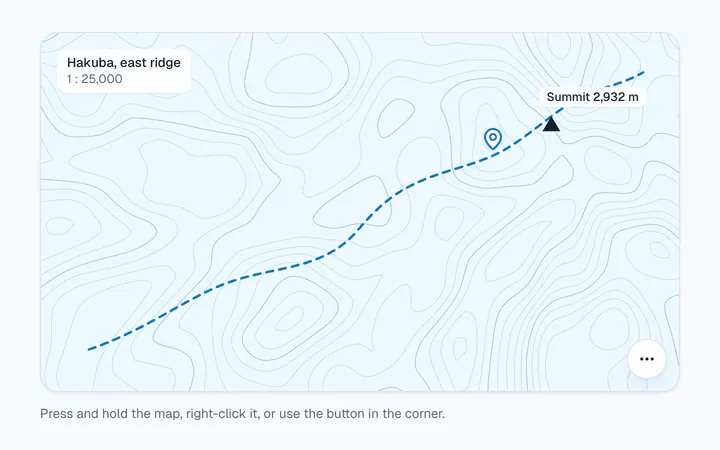 Hakuba, east ridge
1 : 25,000
Summit 2,932 m
Press and hold the map, right-click it, or use the button in the corner.